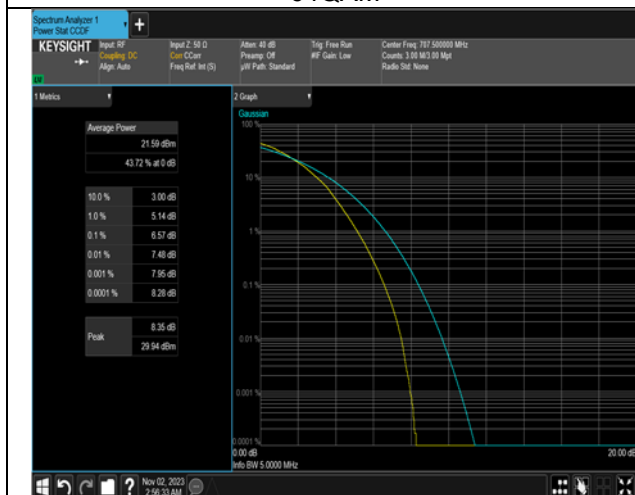 Spectrum Analyzer 1
Power Stat CCDF
+
KEYSIGHT
Input: RF
Coupling: DC
Align: Auto
Input Z: 50 Ω
Corr CCorr
Freq Ref: Int (S)
Atten: 40 dB
Preamp: Off
µW Path: Standard
Trig: Free Run
#IF Gain: Low
Center Freq: 707.500000 MHz
Counts: 3.00 M/3.00 Mpt
Radio Std: None
1 Metrics
Average Power
21.59 dBm
43.72 % at 0 dB
10.0 % 3.00 dB
1.0 % 5.14 dB
0.1 % 6.57 dB
0.01 % 7.48 dB
0.001 % 7.95 dB
0.0001 % 8.28 dB
Peak
8.35 dB
29.94 dBm
2 Graph
Gaussian
100 %
10 %
1 %
0.1 %
0.01 %
0.001 %
0.0001 %
0.00 dB 20.00 dB
Info BW 5.0000 MHz
?
Nov 02, 2023
2:56:33 AM